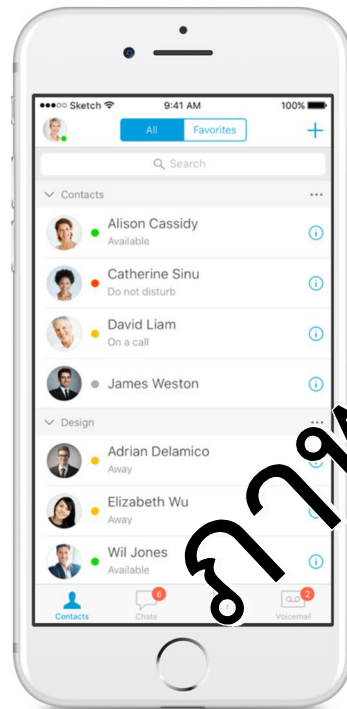 Sketch 9:41 AM 100%
All Favorites +
Search
Contacts ...
Alison Cassidy
Available
Catherine Sinu
Do not disturb
David Liam
On a call
James Weston
Design ...
Adrian Delamico
Away
Elizabeth Wu
Away
Wil Jones
Available
6 2
Contacts Chats Voicemail